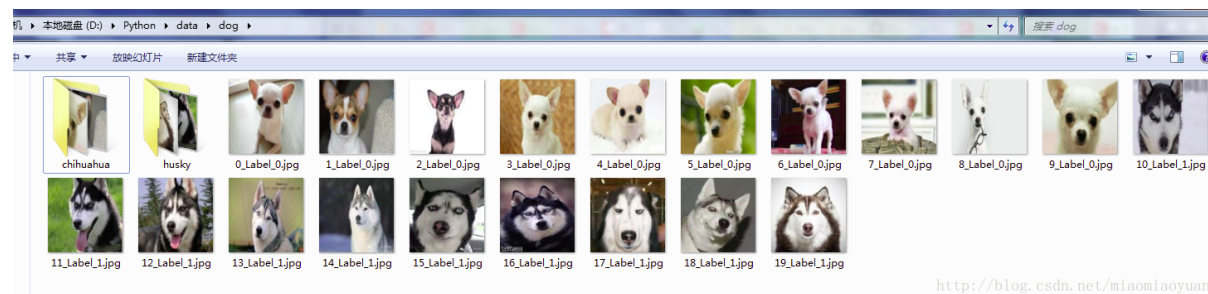 机 ▸ 本地磁盘 (D:) ▸ Python ▸ data ▸ dog ▸ 搜索 dog
中 ▾ 共享 ▾ 放映幻灯片 新建文件夹
chihuahua husky 0_Label_0.jpg 1_Label_0.jpg 2_Label_0.jpg 3_Label_0.jpg 4_Label_0.jpg 5_Label_0.jpg 6_Label_0.jpg 7_Label_0.jpg 8_Label_0.jpg 9_Label_0.jpg 10_Label_1.jpg
11_Label_1.jpg 12_Label_1.jpg 13_Label_1.jpg 14_Label_1.jpg 15_Label_1.jpg 16_Label_1.jpg 17_Label_1.jpg 18_Label_1.jpg 19_Label_1.jpg
http://blog.csdn.net/miaomiaoyuan